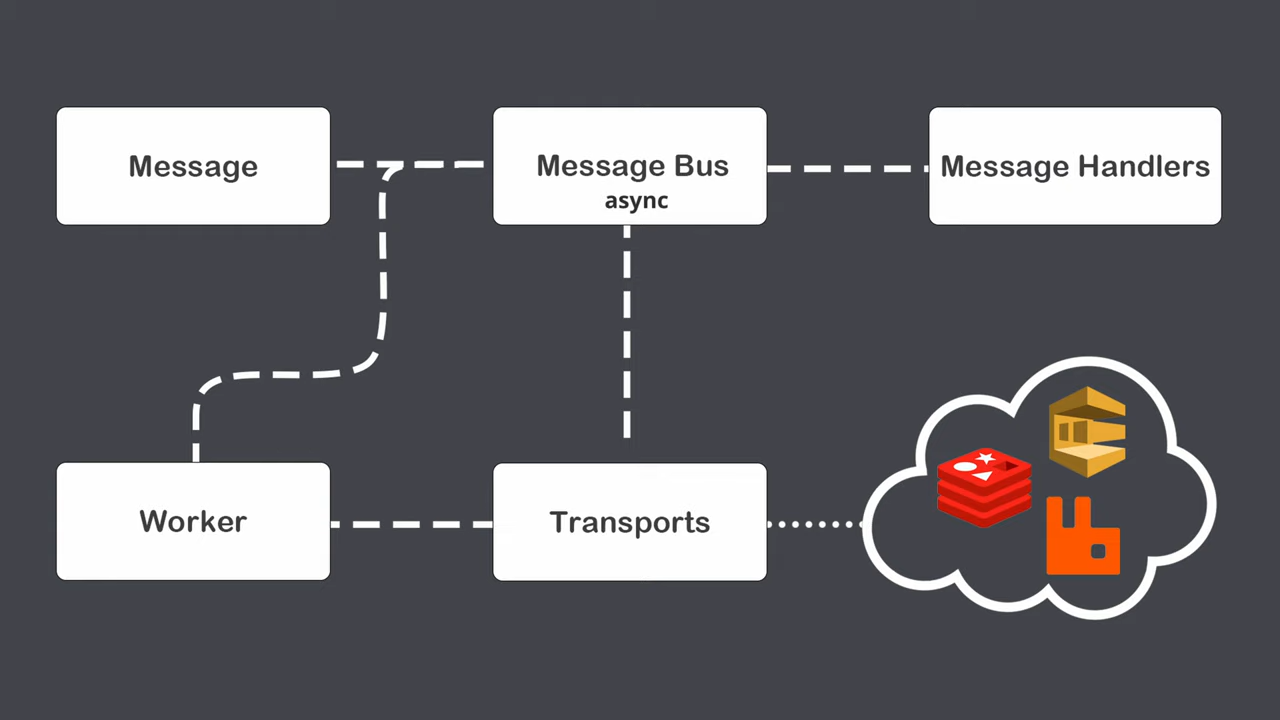 Message
Message Bus
async
Message Handlers
Worker
Transports